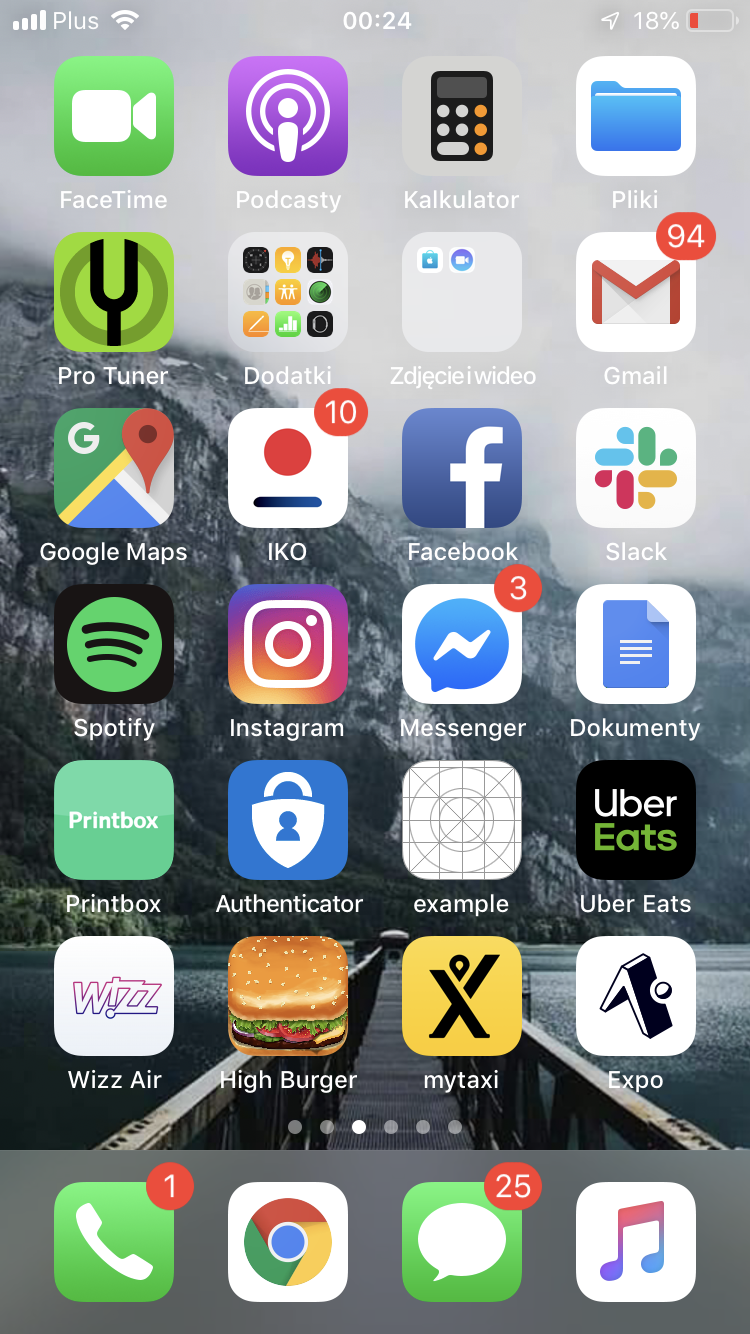 Plus 00:24 18%
FaceTime Podcasty Kalkulator Pliki
94
Pro Tuner Dodatki Zdjęcie i wideo Gmail
G
10
Google Maps IKO Facebook Slack
3
Spotify Instagram Messenger Dokumenty
Printbox Uber
Eats
Printbox Authenticator example Uber Eats
WIZZ
Wizz Air High Burger mytaxi Expo
1 25